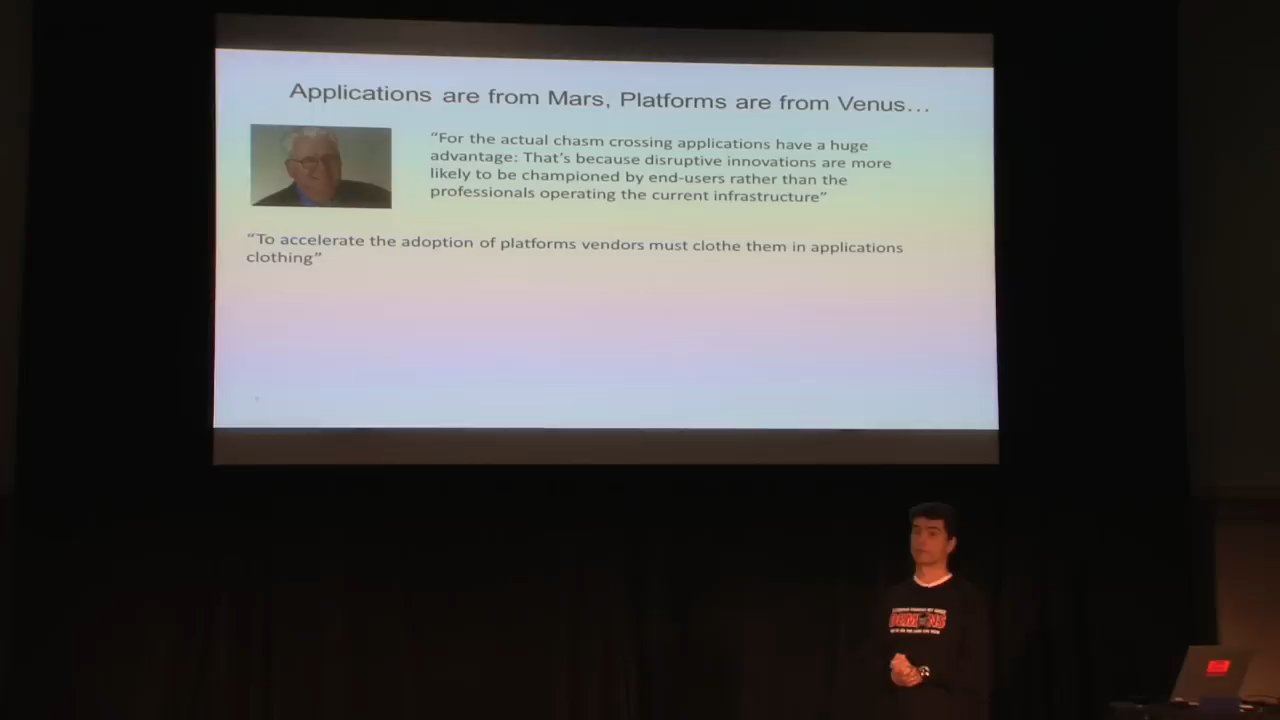 Applications are from Mars, Platforms are from Venus…
“For the actual chasm crossing applications have a huge
advantage: That’s because disruptive innovations are more
likely to be championed by end-users rather than the
professionals operating the current infrastructure”
“To accelerate the adoption of platforms vendors must clothe them in applications
clothing”